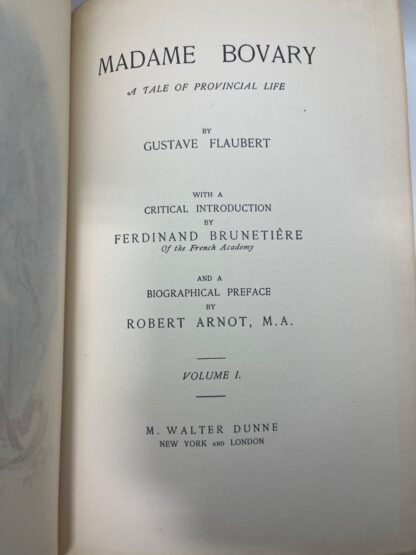 MADAME BOVARY
A TALE OF PROVINCIAL LIFE
BY
GUSTAVE FLAUBERT
WITH A
CRITICAL INTRODUCTION
BY
FERDINAND BRUNETIÈRE
Of the French Academy
AND A
BIOGRAPHICAL PREFACE
BY
ROBERT ARNOT, M.A.
VOLUME I.
M. WALTER DUNNE
NEW YORK AND LONDON